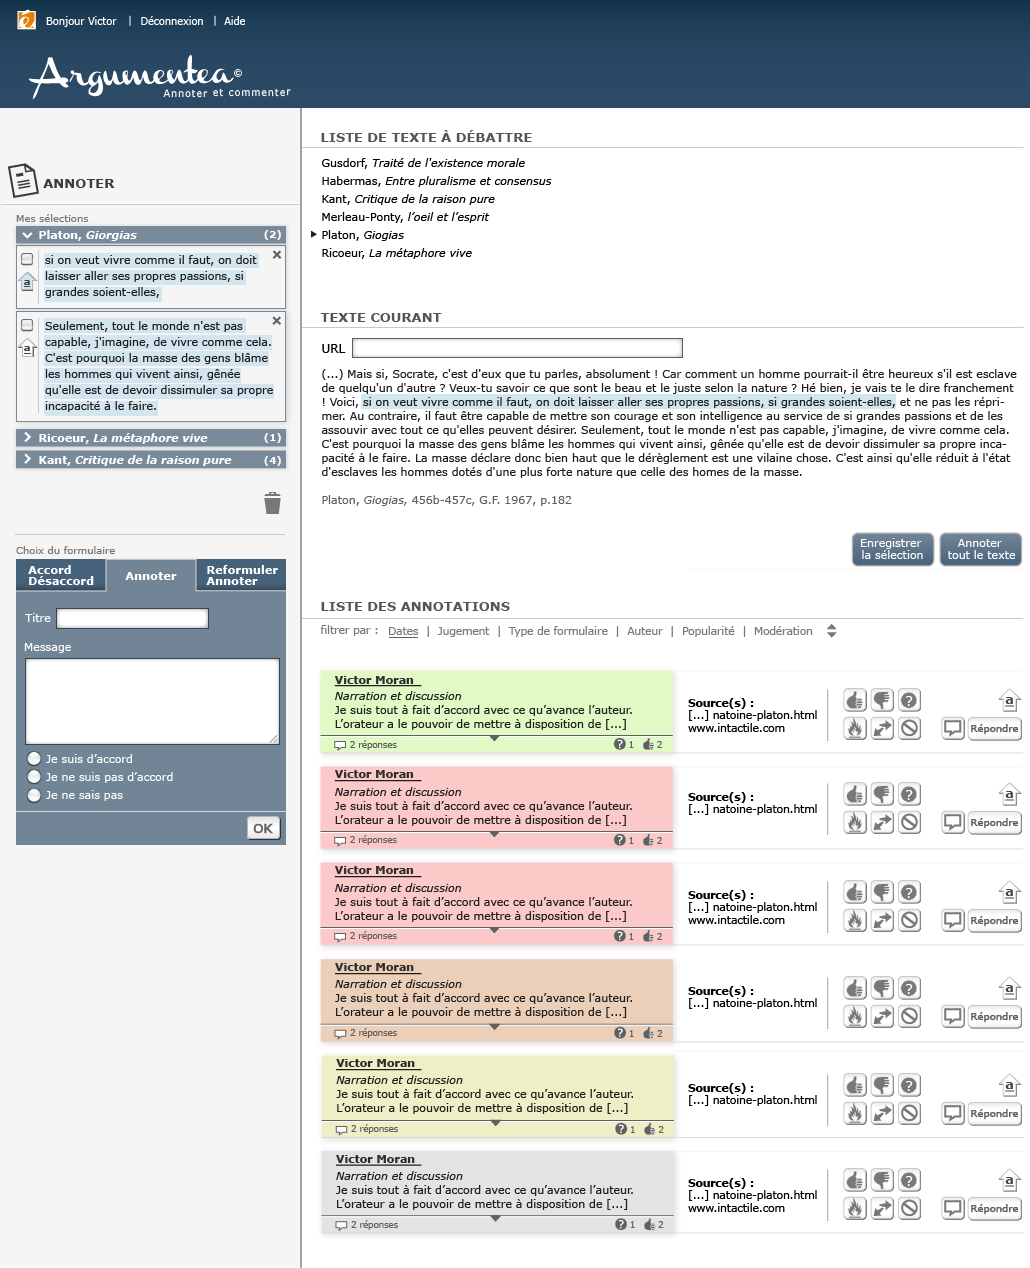 Bonjour Victor | Déconnexion | Aide
Argumentea©
Annoter et commenter
ANNOTER
Mes sélections
Platon, Giorgias (2)
si on veut vivre comme il faut, on doit
laisser aller ses propres passions, si
grandes soient-elles,
a
Seulement, tout le monde n'est pas
capable, j'imagine, de vivre comme cela.
C'est pourquoi la masse des gens blâme
les hommes qui vivent ainsi, gênée
qu'elle est de devoir dissimuler sa propre
incapacité à le faire.
a
Ricoeur, La métaphore vive (1)
Kant, Critique de la raison pure (4)
Choix du formulaire
Accord
Désaccord
Annoter
Reformuler
Annoter
Titre
Message
Je suis d’accord
Je ne suis pas d’accord
Je ne sais pas
OK
LISTE DE TEXTE À DÉBATTRE
Gusdorf, Traité de l'existence morale
Habermas, Entre pluralisme et consensus
Kant, Critique de la raison pure
Merleau-Ponty, l’oeil et l’esprit
Platon, Giogias
Ricoeur, La métaphore vive
TEXTE COURANT
URL
(...) Mais si, Socrate, c'est d'eux que tu parles, absolument ! Car comment un homme pourrait-il être heureux s'il est esclave
de quelqu'un d'autre ? Veux-tu savoir ce que sont le beau et le juste selon la nature ? Hé bien, je vais te le dire franchement
! Voici, si on veut vivre comme il faut, on doit laisser aller ses propres passions, si grandes soient-elles, et ne pas les répri-
mer. Au contraire, il faut être capable de mettre son courage et son intelligence au service de si grandes passions et de les
assouvir avec tout ce qu'elles peuvent désirer. Seulement, tout le monde n'est pas capable, j'imagine, de vivre comme cela.
C'est pourquoi la masse des gens blâme les hommes qui vivent ainsi, gênée qu'elle est de devoir dissimuler sa propre inca-
pacité à le faire. La masse déclare donc bien haut que le dérèglement est une vilaine chose. C'est ainsi qu'elle réduit à l'état
d'esclaves les hommes dotés d'une plus forte nature que celle des homes de la masse.
Platon, Giogias, 456b-457c, G.F. 1967, p.182
Enregistrer
la sélection
Annoter
tout le texte
LISTE DES ANNOTATIONS
filtrer par : Dates | Jugement | Type de formulaire | Auteur | Popularité | Modération
Victor Moran
Narration et discussion
Je suis tout à fait d’accord avec ce qu’avance l’auteur.
L’orateur a le pouvoir de mettre à disposition de [...]
2 réponses ? 1 2
Source(s) :
[...] natoine-platon.html
www.intactile.com
? a
Répondre
Victor Moran
Narration et discussion
Je suis tout à fait d’accord avec ce qu’avance l’auteur.
L’orateur a le pouvoir de mettre à disposition de [...]
2 réponses ? 1 2
Source(s) :
[...] natoine-platon.html
? a
Répondre
Victor Moran
Narration et discussion
Je suis tout à fait d’accord avec ce qu’avance l’auteur.
L’orateur a le pouvoir de mettre à disposition de [...]
2 réponses ? 1 2
Source(s) :
[...] natoine-platon.html
www.intactile.com
? a
Répondre
Victor Moran
Narration et discussion
Je suis tout à fait d’accord avec ce qu’avance l’auteur.
L’orateur a le pouvoir de mettre à disposition de [...]
2 réponses ? 1 2
Source(s) :
[...] natoine-platon.html
? a
Répondre
Victor Moran
Narration et discussion
Je suis tout à fait d’accord avec ce qu’avance l’auteur.
L’orateur a le pouvoir de mettre à disposition de [...]
2 réponses ? 1 2
Source(s) :
[...] natoine-platon.html
? a
Répondre
Victor Moran
Narration et discussion
Je suis tout à fait d’accord avec ce qu’avance l’auteur.
L’orateur a le pouvoir de mettre à disposition de [...]
2 réponses ? 1 2
Source(s) :
[...] natoine-platon.html
www.intactile.com
? a
Répondre